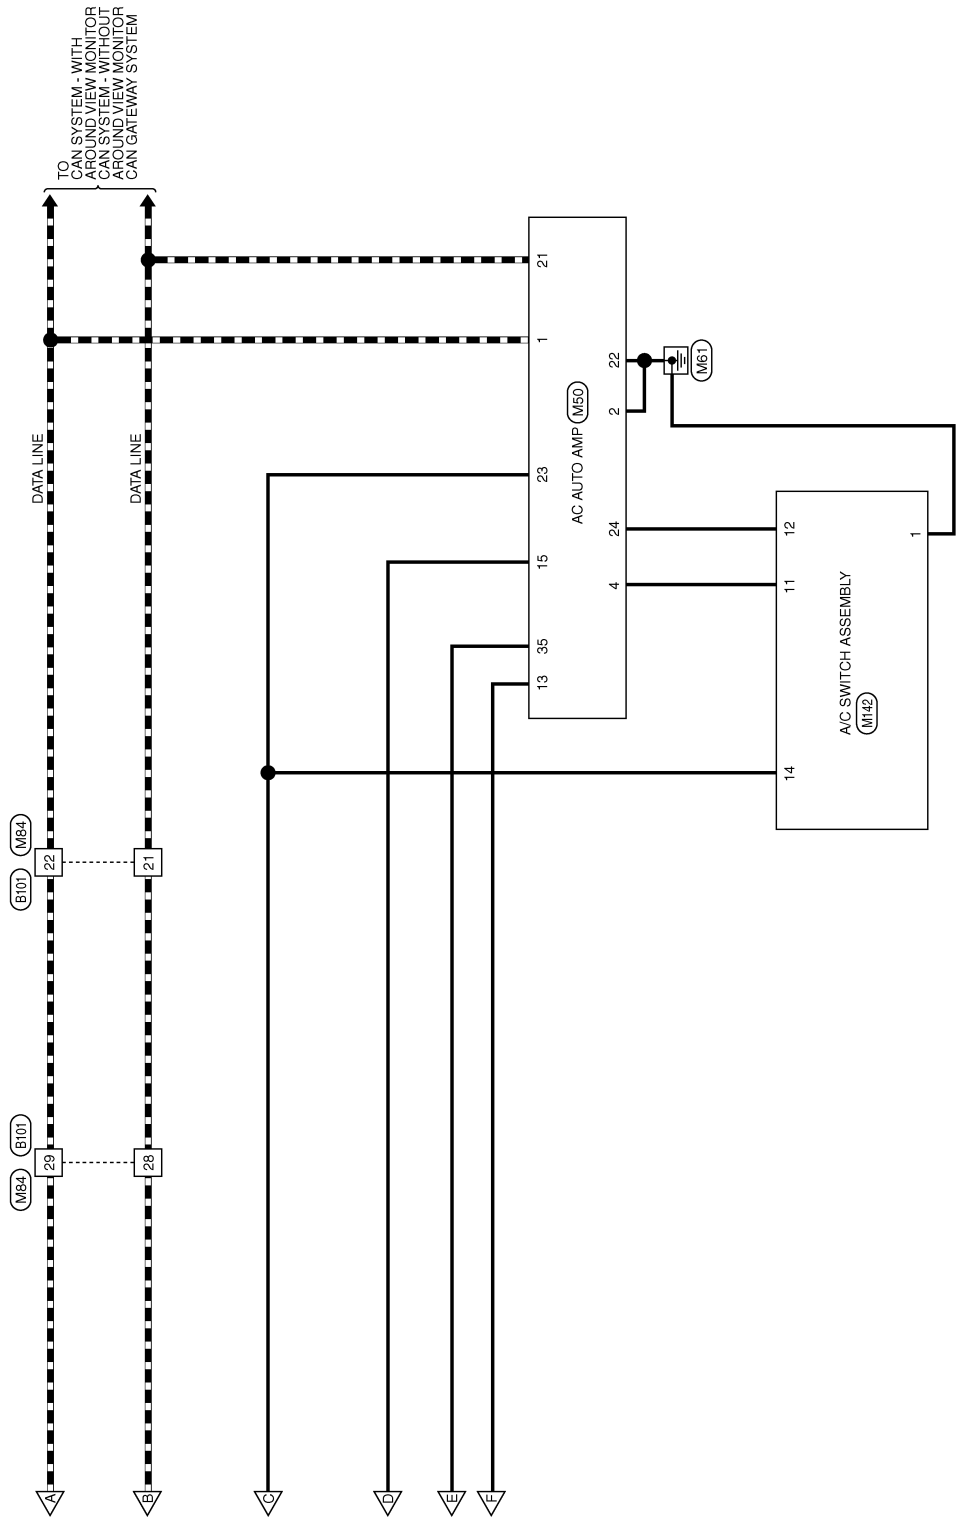 TO
CAN SYSTEM - WITH
AROUND VIEW MONITOR
CAN SYSTEM - WITHOUT
AROUND VIEW MONITOR
CAN GATEWAY SYSTEM
A
29
22
M84
B101
B101
M84
DATA LINE
B
28
21
DATA LINE
C
D
E
F
13
35
15
23
1
21
AC AUTO AMP
M50
4
24
2
22
M61
14
11
12
A/C SWITCH ASSEMBLY
M142
1